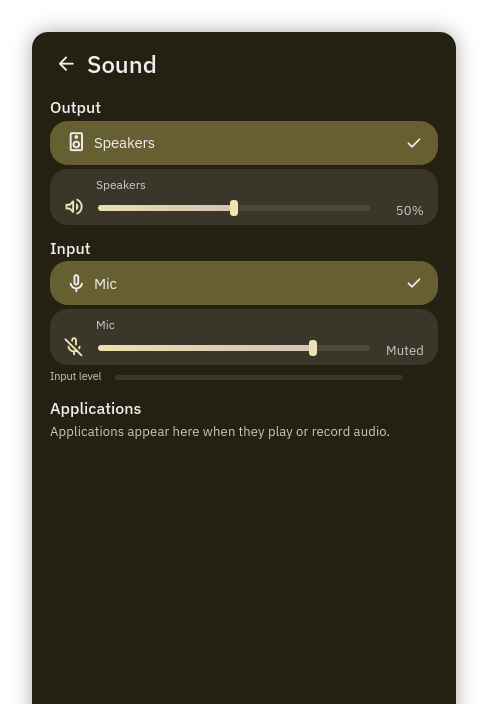 Sound
Output
Speakers
Speakers
50%
Input
Mic
Mic
Muted
Input level
Applications
Applications appear here when they play or record audio.